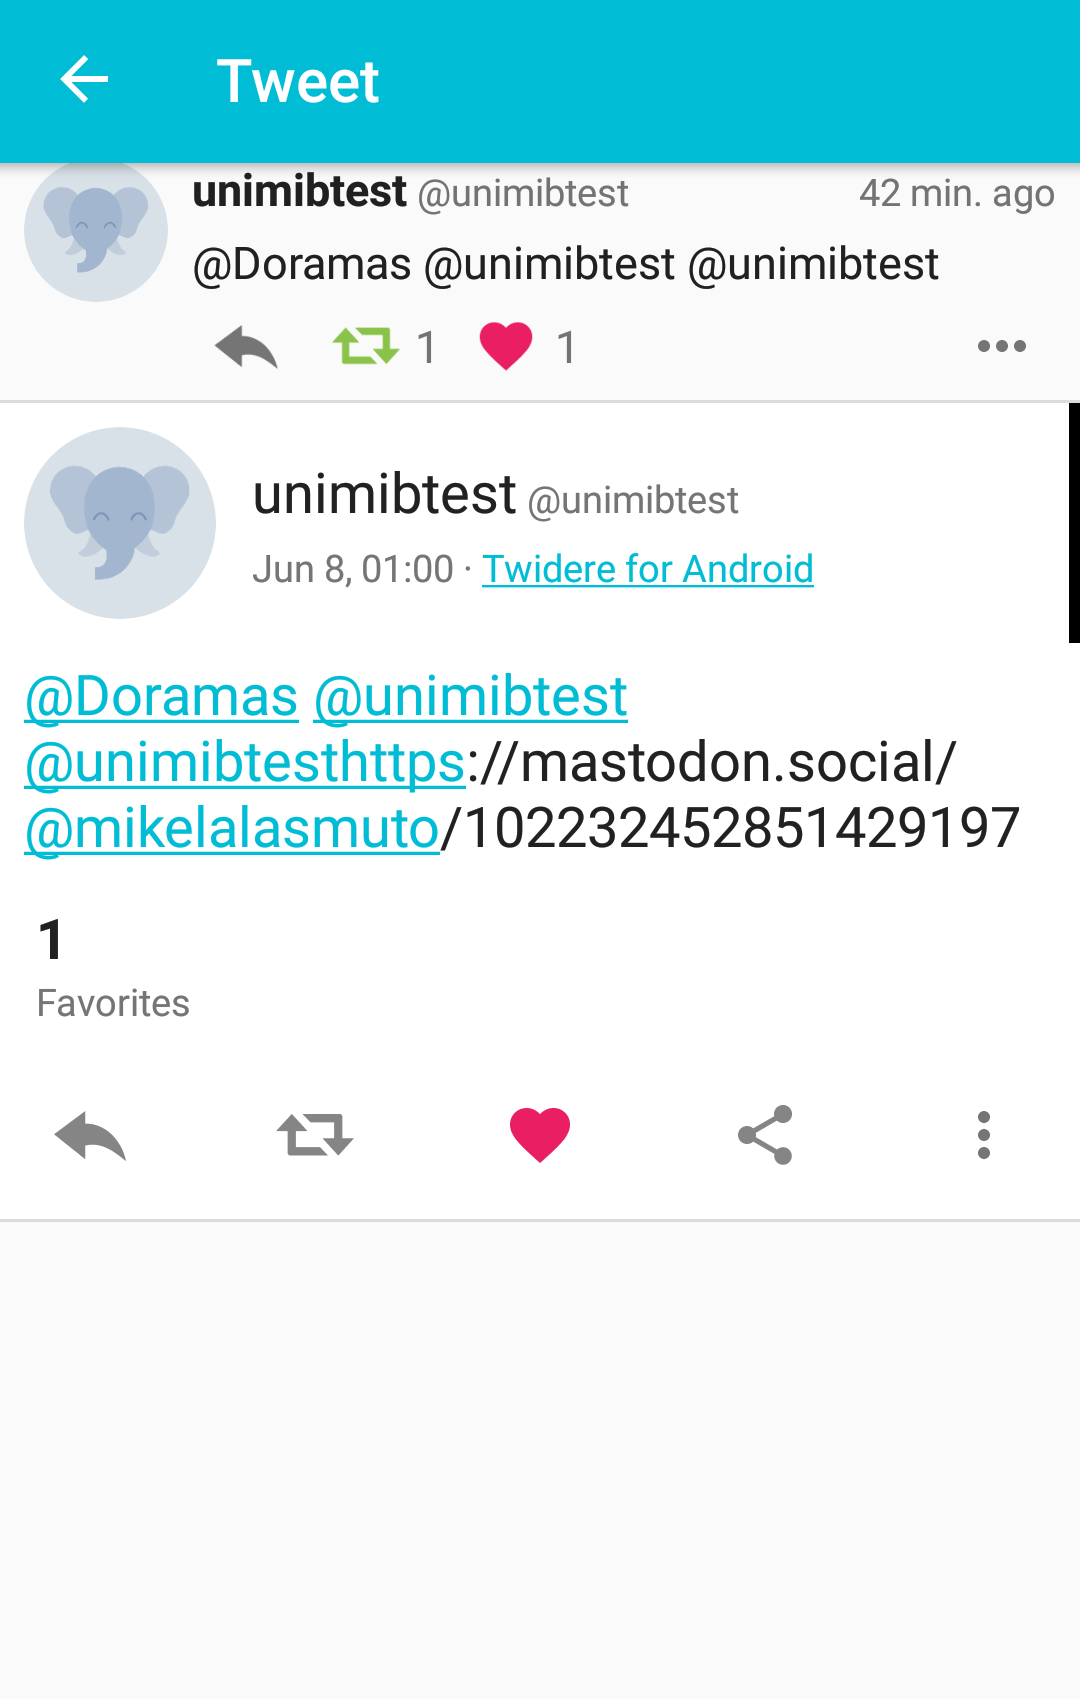 Tweet
unimibtest @unimibtest 42 min. ago
@Doramas @unimibtest @unimibtest
1 1
unimibtest @unimibtest
Jun 8, 01:00 · Twidere for Android
@Doramas @unimibtest
@unimibtesthttps://mastodon.social/
@mikelalasmuto/102232452851429197
1
Favorites